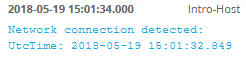 2018-05-19 15:01:34.000 Intro-Host
Network connection detected:
UtcTime: 2018-05-19 15:01:32.849